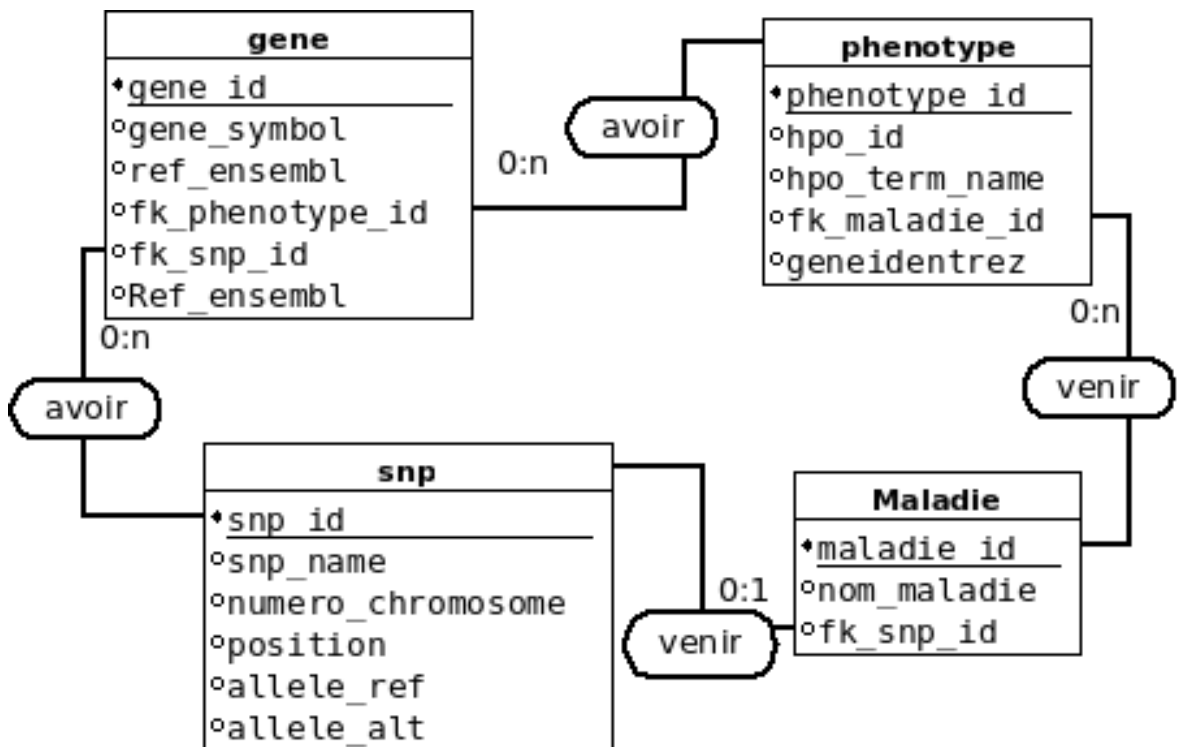 gene
gene_id
gene_symbol
ref_ensembl
fk_phenotype_id
fk_snp_id
Ref_ensembl
phenotype
phenotype_id
hpo_id
hpo_term_name
fk_maladie_id
geneidentrez
avoir
0:n
0:n
avoir
0:n
venir
snp
snp_id
snp_name
numero_chromosome
position
allele_ref
allele_alt
0:1
venir
Maladie
maladie_id
nom_maladie
fk_snp_id